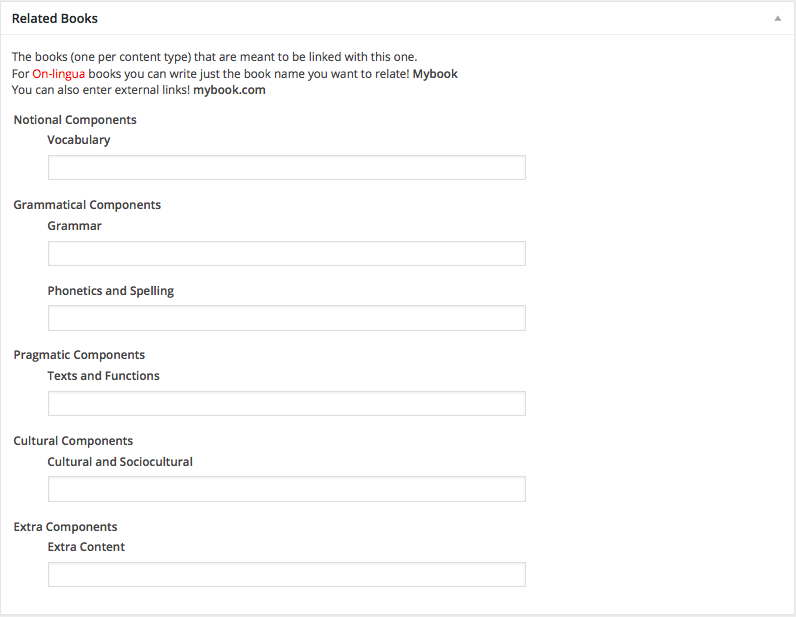 Related Books
The books (one per content type) that are meant to be linked with this one.
For On-lingua books you can write just the book name you want to relate! Mybook
You can also enter external links! mybook.com
Notional Components
Vocabulary
Grammatical Components
Grammar
Phonetics and Spelling
Pragmatic Components
Texts and Functions
Cultural Components
Cultural and Sociocultural
Extra Components
Extra Content